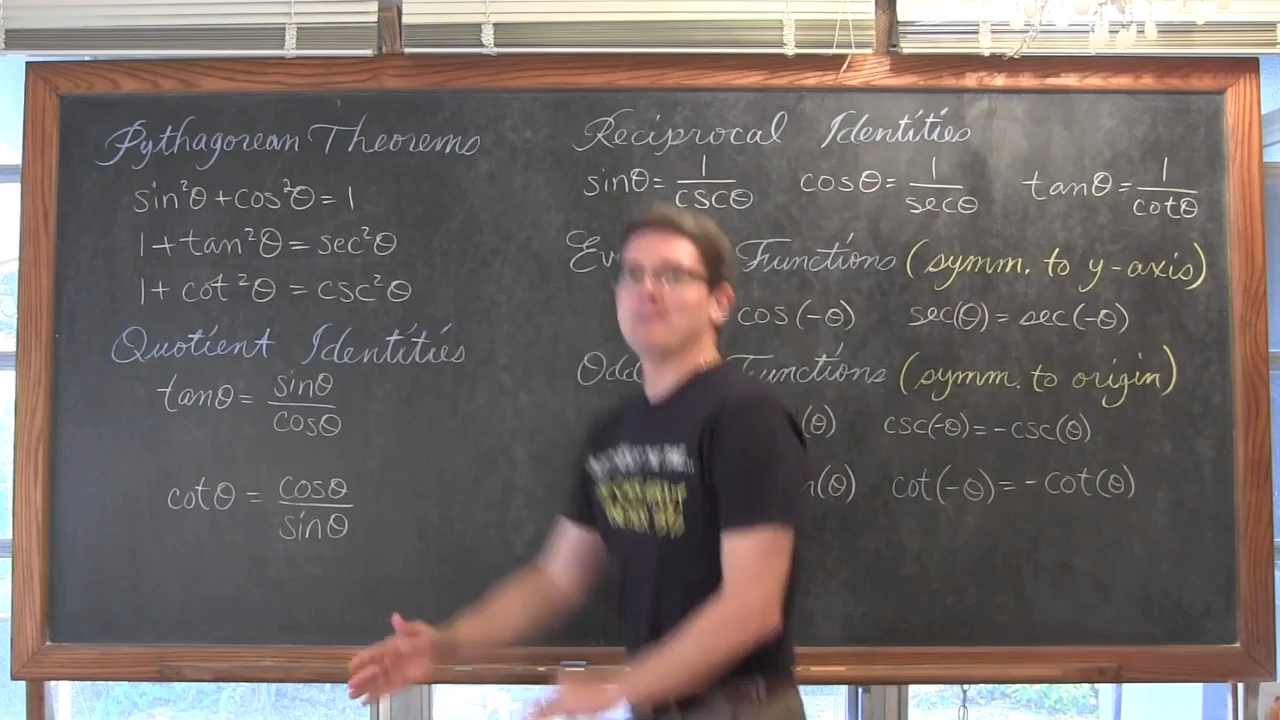 Pythagorean Theorems
sin²θ+cos²θ=1
1+tan²θ=sec²θ
1+cot²θ=csc²θ
Quotient Identities
tanθ=sinθ/cosθ
cotθ=cosθ/sinθ
Reciprocal Identities
sinθ=1/cscθ cosθ=1/secθ tanθ=1/cotθ
Functions (symm. to y-axis)
cos(-θ) sec(θ)=sec(-θ)
Functions (symm. to origin)
(θ) csc(-θ)=-csc(θ)
(θ) cot(-θ)=-cot(θ)